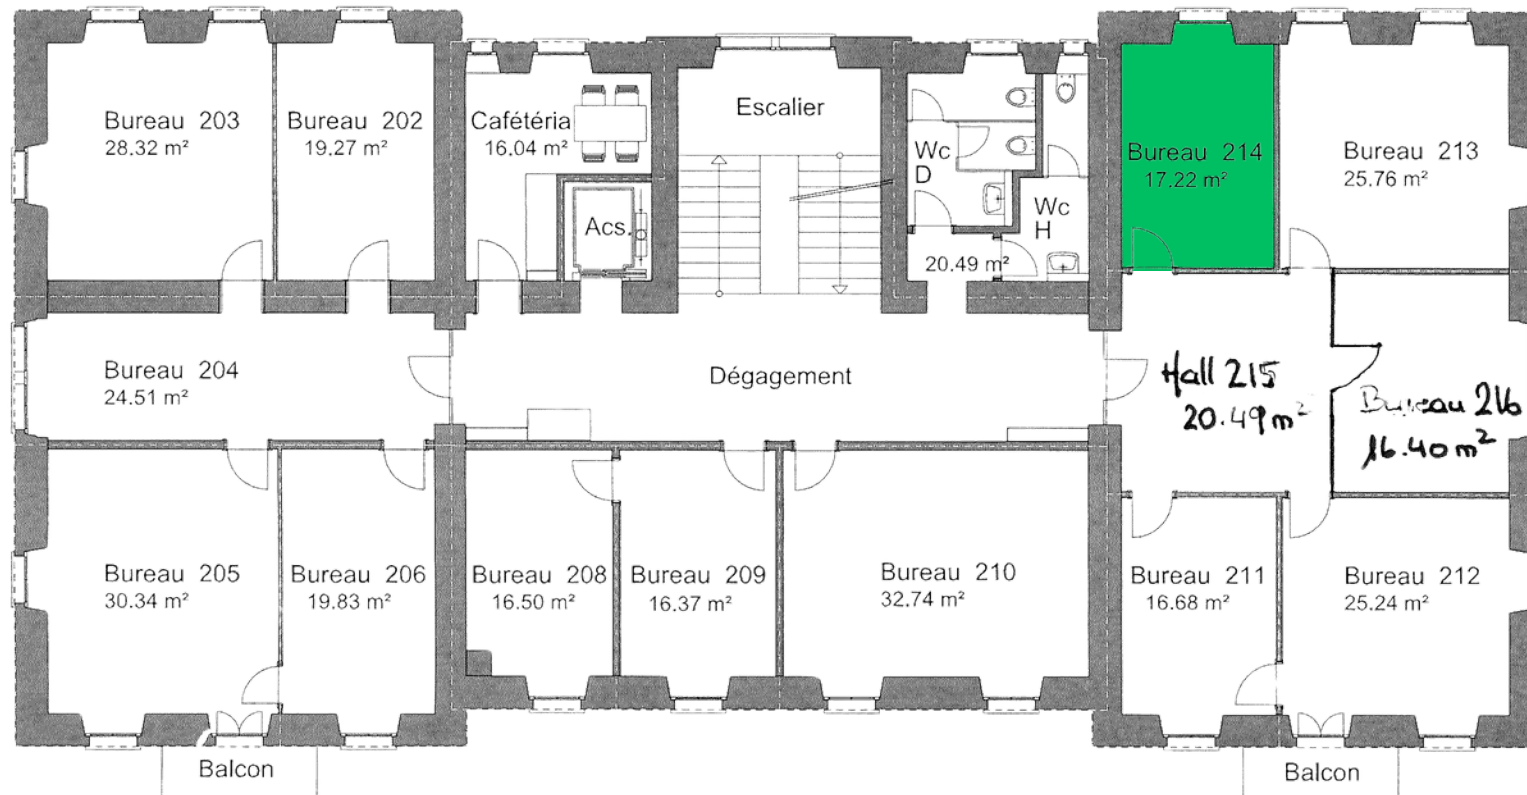 Bureau 203
28.32 m²
Bureau 202
19.27 m²
Cafétéria
16.04 m²
Acs.
Escalier
Wc
D
Wc
H
20.49 m²
Bureau 214
17.22 m²
Bureau 213
25.76 m²
Bureau 204
24.51 m²
Dégagement
Hall 215
20.49 m²
Bureau 216
16.40 m²
Bureau 205
30.34 m²
Bureau 206
19.83 m²
Bureau 208
16.50 m²
Bureau 209
16.37 m²
Bureau 210
32.74 m²
Bureau 211
16.68 m²
Bureau 212
25.24 m²
Balcon
Balcon